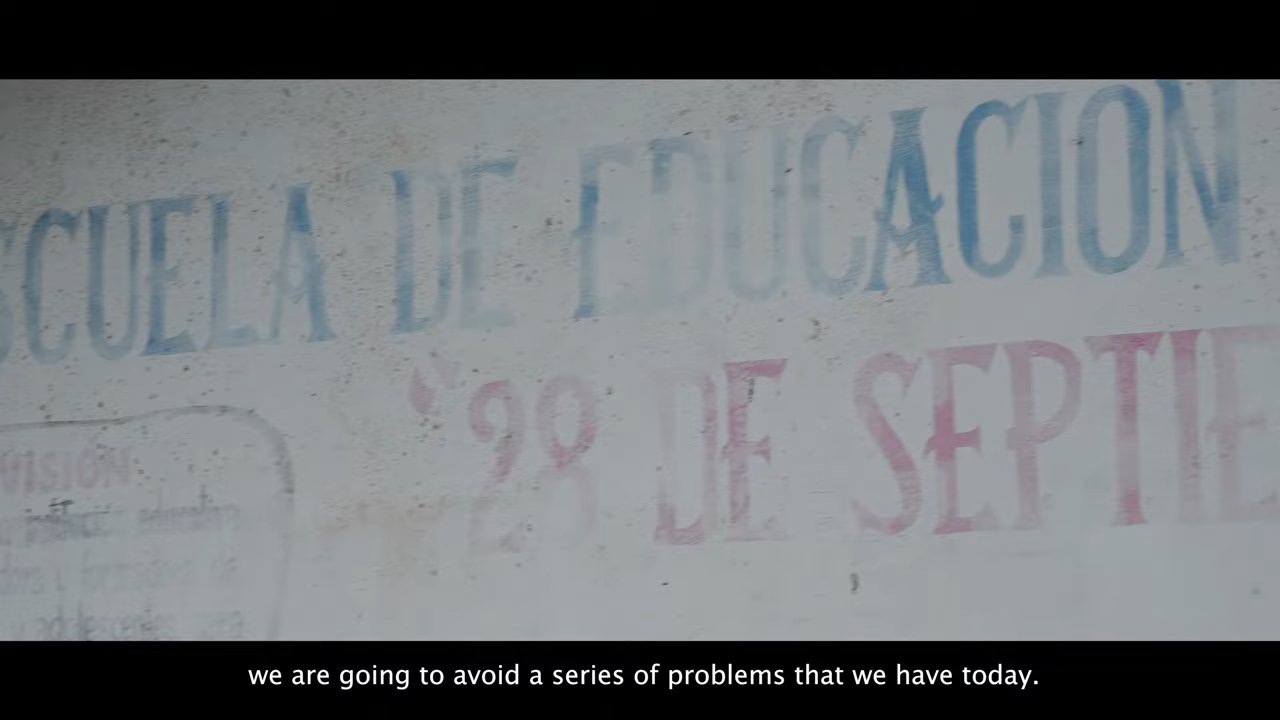 SCUELA DE EDUCACION
"28 DE SEPTIE
VISIÓN
we are going to avoid a series of problems that we have today.